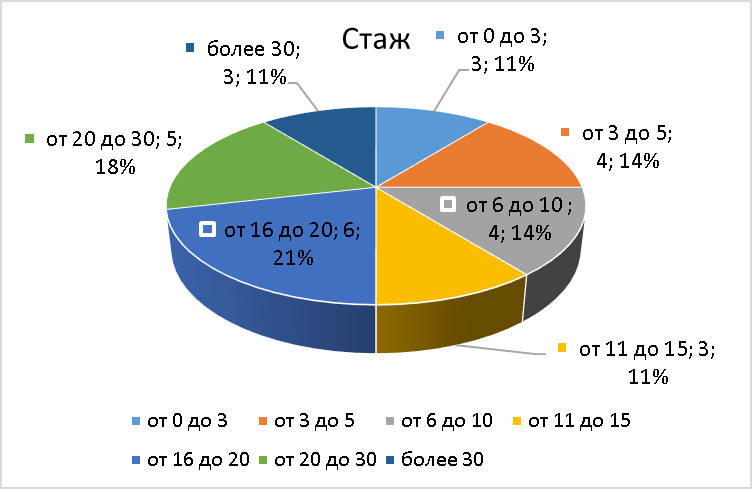 Стаж
более 30;
3; 11%
от 0 до 3;
3; 11%
от 20 до 30; 5;
18%
от 3 до 5;
4; 14%
от 6 до 10 ;
4; 14%
от 16 до 20; 6;
21%
от 11 до 15; 3;
11%
от 0 до 3 от 3 до 5 от 6 до 10 от 11 до 15
от 16 до 20 от 20 до 30 более 30